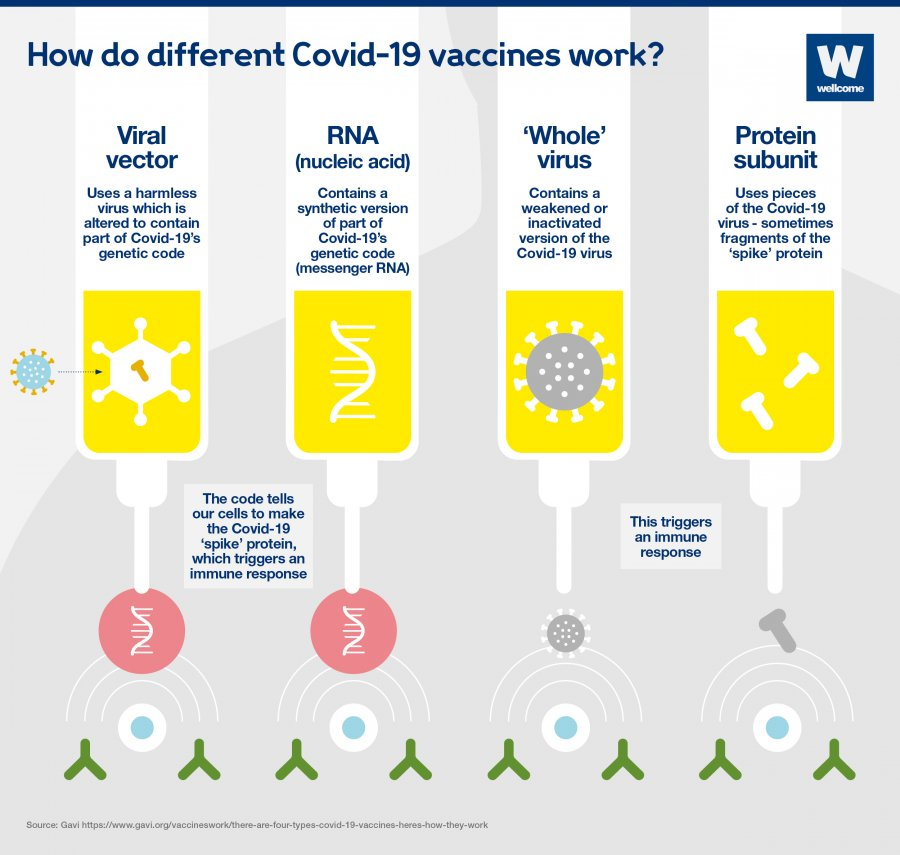 How do different Covid-19 vaccines work?
W
wellcome
Viral
vector
Uses a harmless
virus which is
altered to contain
part of Covid-19's
genetic code
RNA
(nucleic acid)
Contains a
synthetic version
of part of
Covid-19's
genetic code
(messenger RNA)
‘Whole’
virus
Contains a
weakened or
inactivated
version of the
Covid-19 virus
Protein
subunit
Uses pieces
of the Covid-19
virus - sometimes
fragments of the
‘spike’ protein
The code tells
our cells to make
the Covid-19
‘spike’ protein,
which triggers an
immune response
This triggers
an immune
response
Source: Gavi https://www.gavi.org/vaccineswork/there-are-four-types-covid-19-vaccines-heres-how-they-work